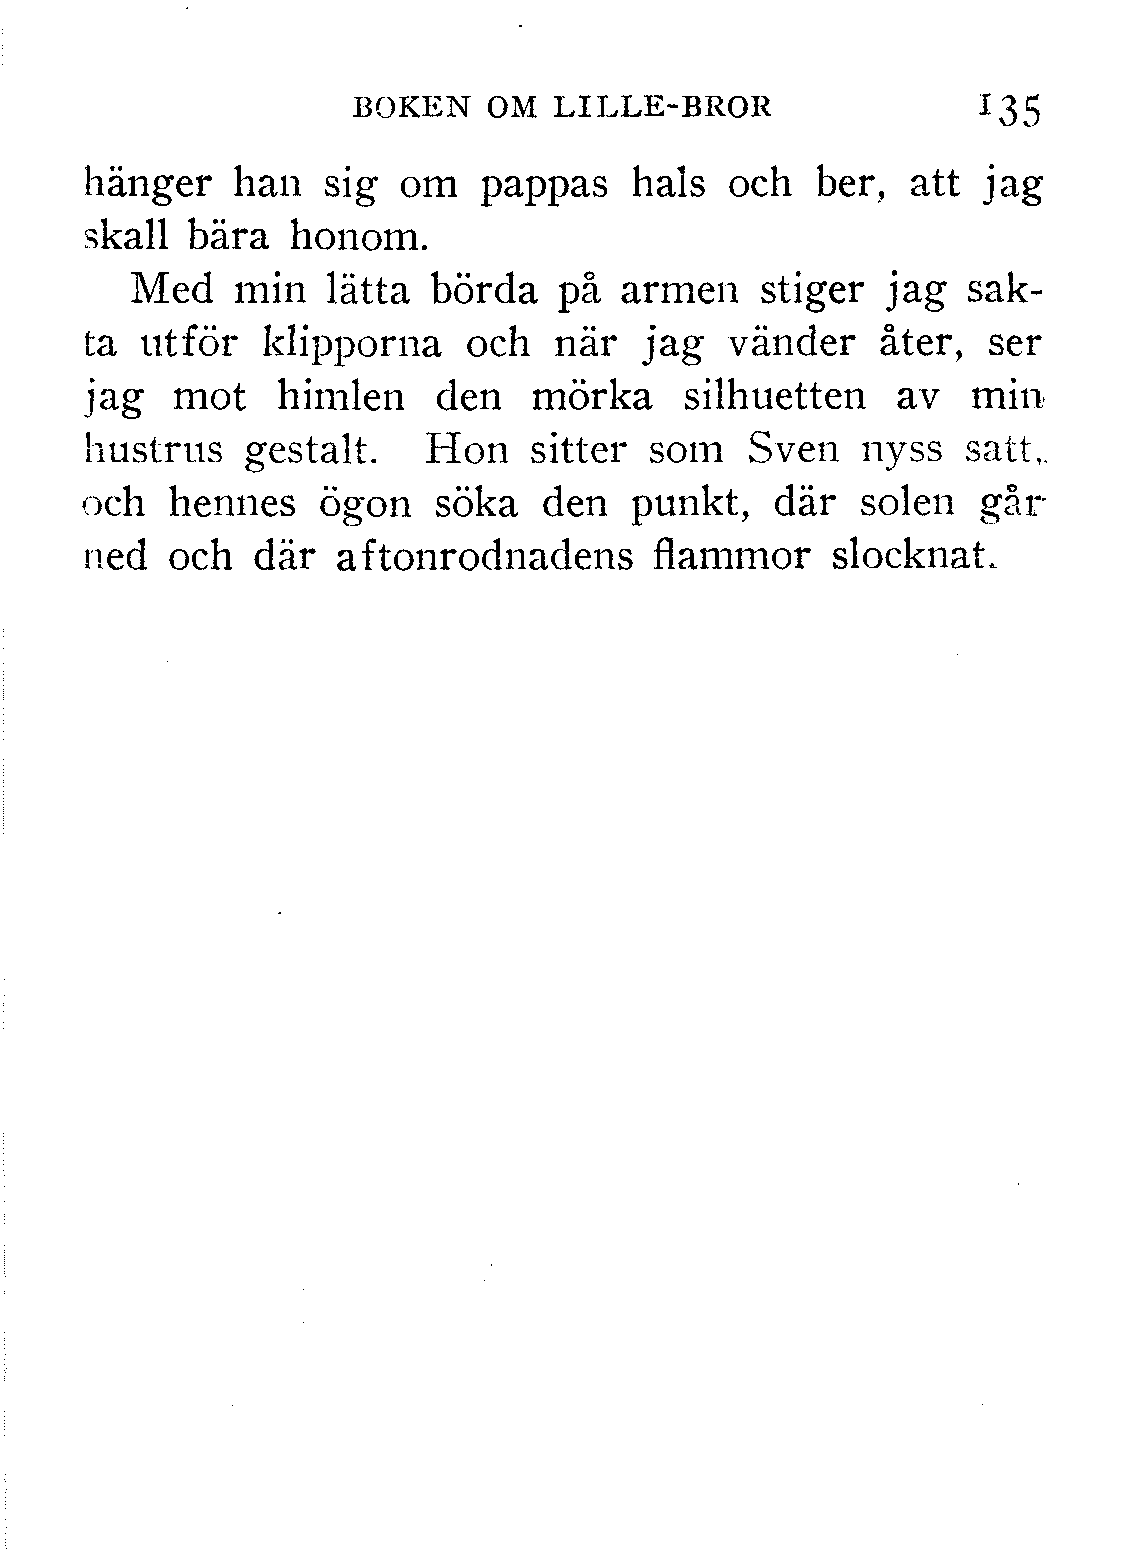 BOKEN OM LILLE-BROR 135
hänger han sig om pappas hals och ber, att jag
skall bära honom.
Med min lätta börda på armen stiger jag sak-
ta utför klipporna och när jag vänder åter, ser
jag mot himlen den mörka silhuetten av min
hustrus gestalt. Hon sitter som Sven nyss satt,
och hennes ögon söka den punkt, där solen går
ned och där aftonrodnadens flammor slocknat.